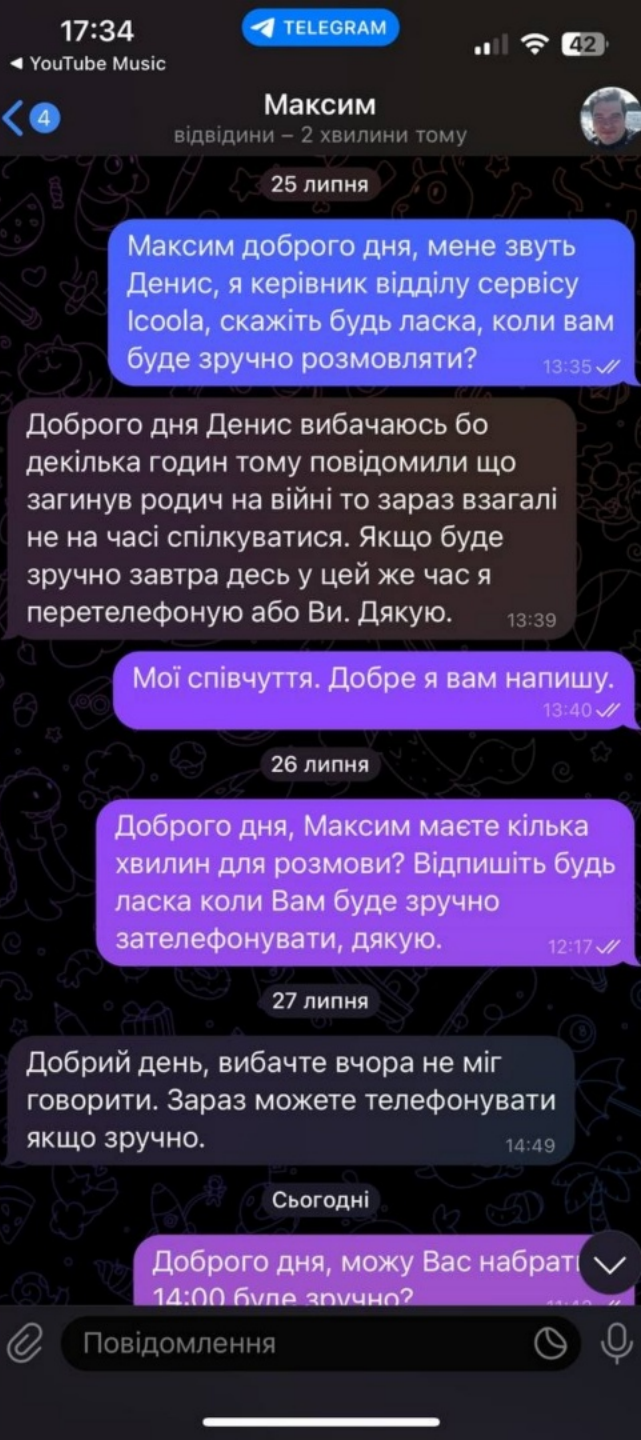 17:34
TELEGRAM
42
◀ YouTube Music
4
Максим
відвідини – 2 хвилини тому
25 липня
Максим доброго дня, мене звуть
Денис, я керівник відділу сервісу
Icoola, скажіть будь ласка, коли вам
буде зручно розмовляти?
13:35
Доброго дня Денис вибачаюсь бо
декілька годин тому повідомили що
загинув родич на війні то зараз взагалі
не на часі спілкуватися. Якщо буде
зручно завтра десь у цей же час я
перетелефоную або Ви. Дякую.
13:39
Мої співчуття. Добре я вам напишу.
13:40
26 липня
Доброго дня, Максим маєте кілька
хвилин для розмови? Відпишіть будь
ласка коли Вам буде зручно
зателефонувати, дякую.
12:17
27 липня
Добрий день, вибачте вчора не міг
говорити. Зараз можете телефонувати
якщо зручно.
14:49
Сьогодні
Доброго дня, можу Вас набрати
14:00 буде зручно?
Повідомлення